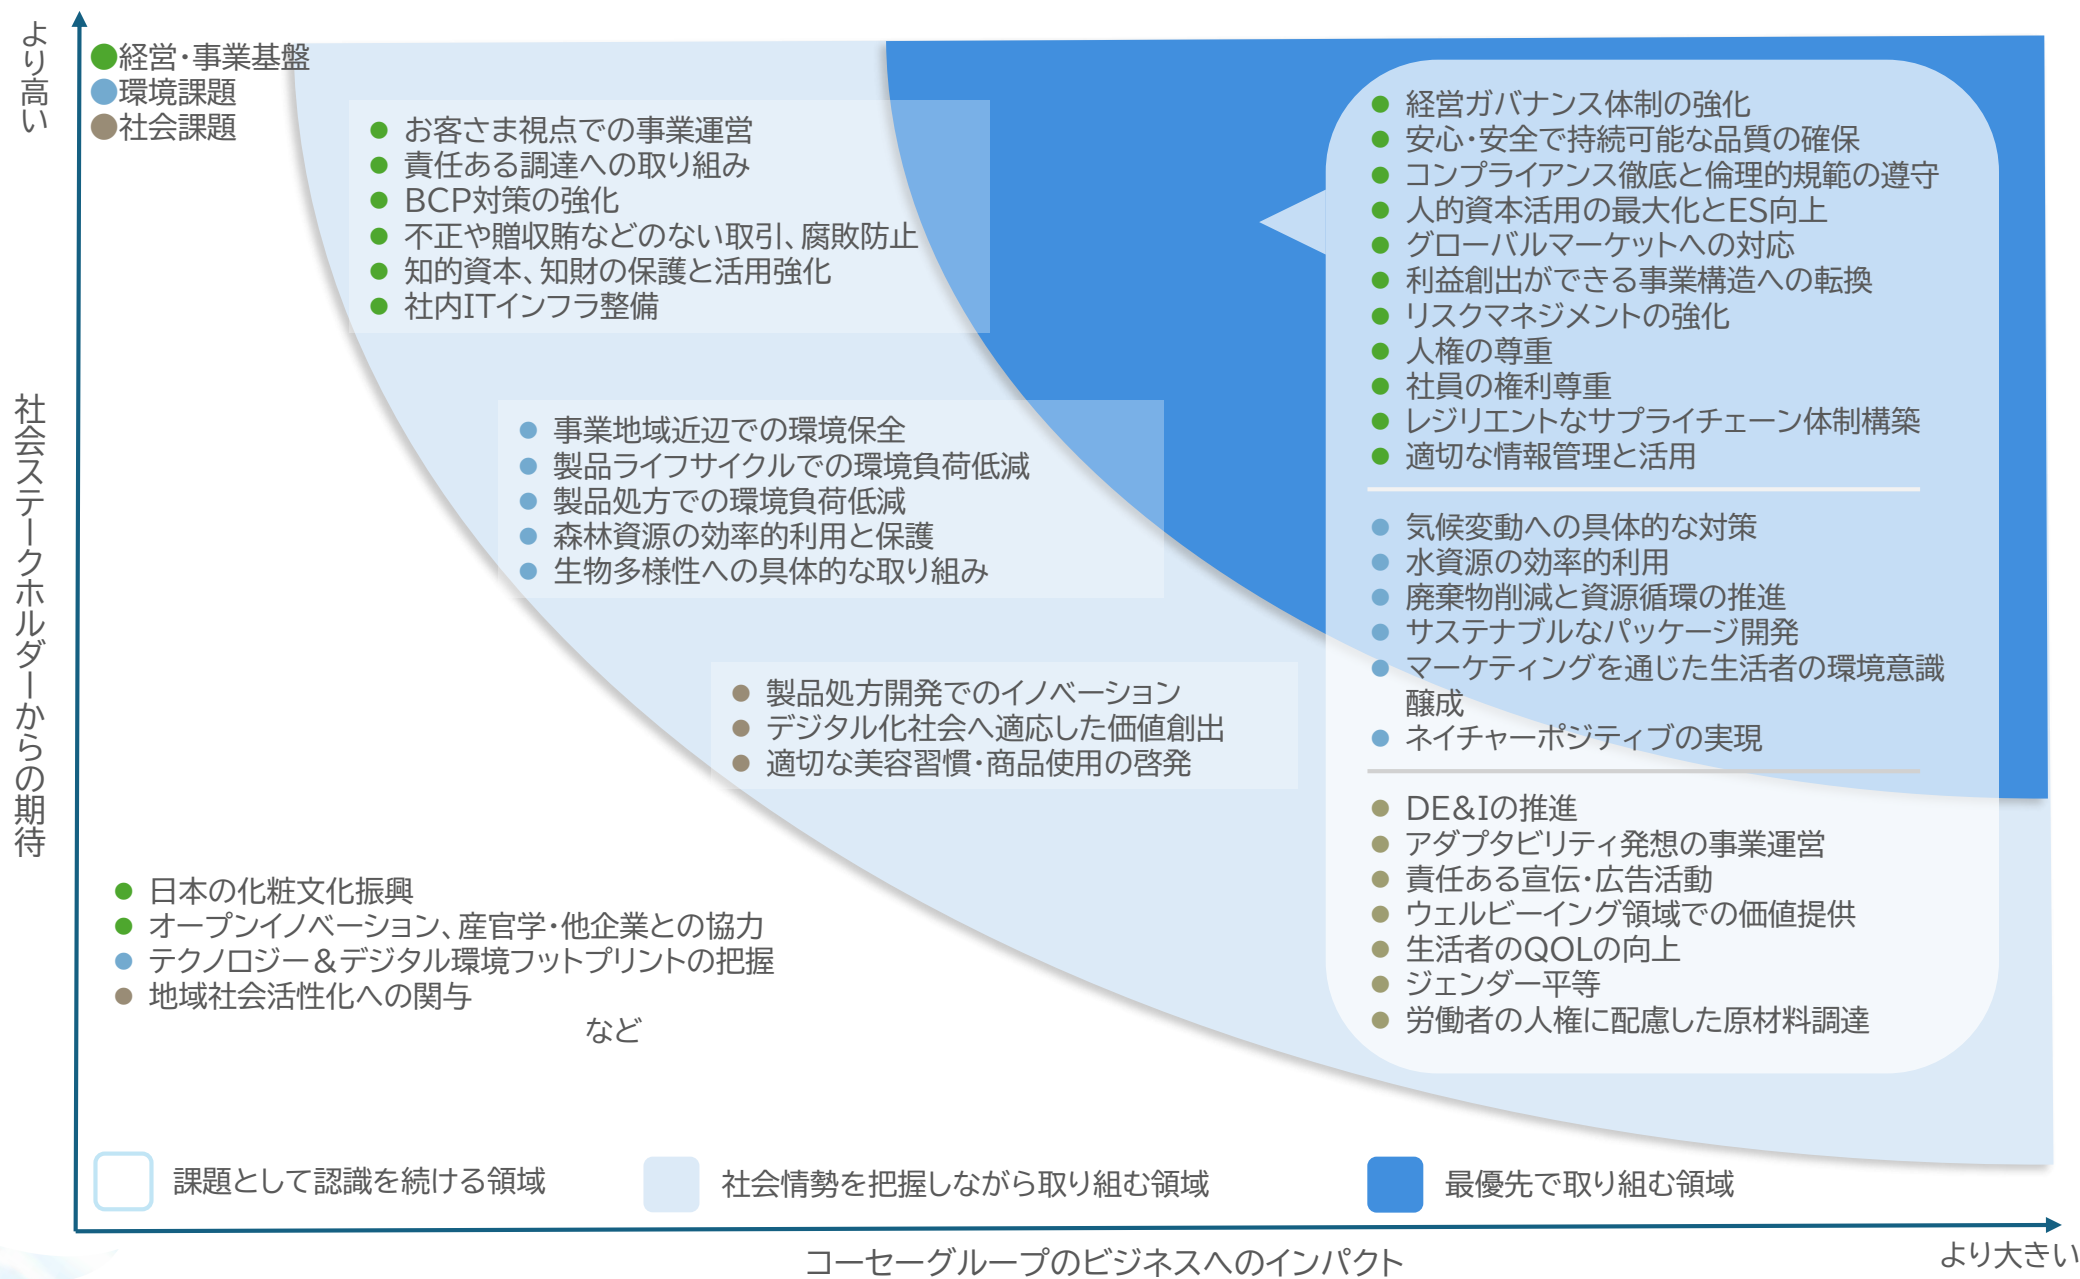 より高い
経営・事業基盤
環境課題
社会課題
お客さま視点での事業運営
責任ある調達への取り組み
BCP対策の強化
不正や贈収賄などのない取引、腐敗防止
知的資本、知財の保護と活用強化
社内ITインフラ整備
事業地域近辺での環境保全
製品ライフサイクルでの環境負荷低減
製品処方での環境負荷低減
森林資源の効率的利用と保護
生物多様性への具体的な取り組み
製品処方開発でのイノベーション
デジタル化社会へ適応した価値創出
適切な美容習慣・商品使用の啓発
経営ガバナンス体制の強化
安心・安全で持続可能な品質の確保
コンプライアンス徹底と倫理的規範の遵守
人的資本活用の最大化とES向上
グローバルマーケットへの対応
利益創出ができる事業構造への転換
リスクマネジメントの強化
人権の尊重
社員の権利尊重
レジリエントなサプライチェーン体制構築
適切な情報管理と活用
気候変動への具体的な対策
水資源の効率的利用
廃棄物削減と資源循環の推進
サステナブルなパッケージ開発
マーケティングを通じた生活者の環境意識
醸成
ネイチャーポジティブの実現
DE&Iの推進
アダプタビリティ発想の事業運営
責任ある宣伝・広告活動
ウェルビーイング領域での価値提供
生活者のQOLの向上
ジェンダー平等
労働者の人権に配慮した原材料調達
社会ステークホルダーからの期待
日本の化粧文化振興
オープンイノベーション、産官学・他企業との協力
テクノロジー＆デジタル環境フットプリントの把握
地域社会活性化への関与
など
課題として認識を続ける領域
社会情勢を把握しながら取り組む領域
最優先で取り組む領域
コーセーグループのビジネスへのインパクト
より大きい